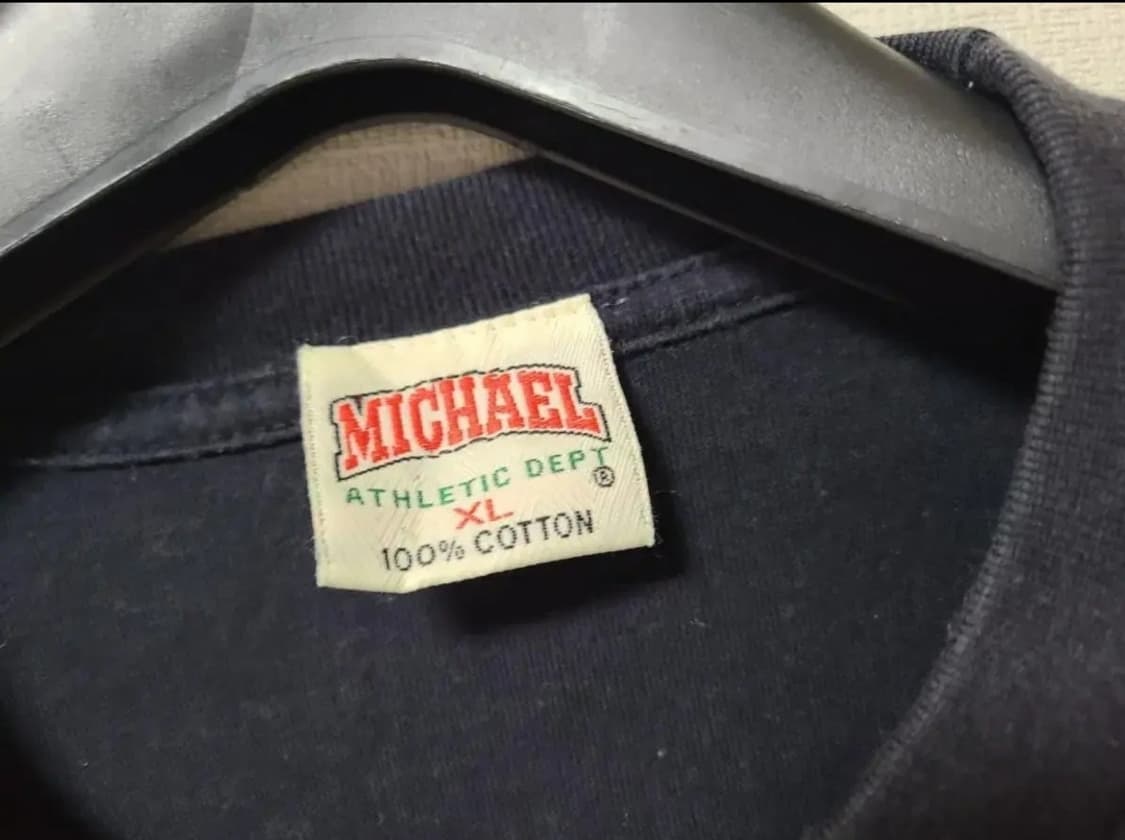 MICHAEL
ATHLETIC DEPT ®
XL
100% COTTON